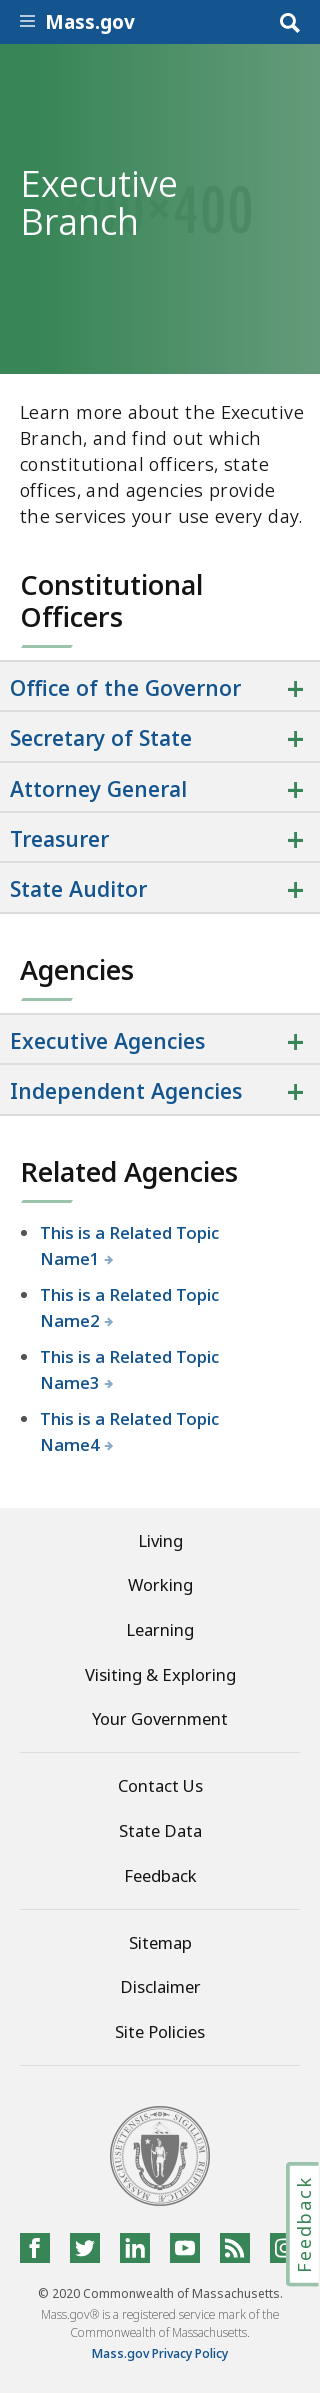 Mass.gov
Executive
Branch
×400
Learn more about the Executive
Branch, and find out which
constitutional officers, state
offices, and agencies provide
the services your use every day.
Constitutional
Officers
Office of the Governor
Secretary of State
Attorney General
Treasurer
State Auditor
Agencies
Executive Agencies
Independent Agencies
Related Agencies
This is a Related Topic
Name1
This is a Related Topic
Name2
This is a Related Topic
Name3
This is a Related Topic
Name4
Living
Working
Learning
Visiting & Exploring
Your Government
Contact Us
State Data
Feedback
Sitemap
Disclaimer
Site Policies
Feedback
© 2020 Commonwealth of Massachusetts.
Mass.gov® is a registered service mark of the
Commonwealth of Massachusetts.
Mass.gov Privacy Policy